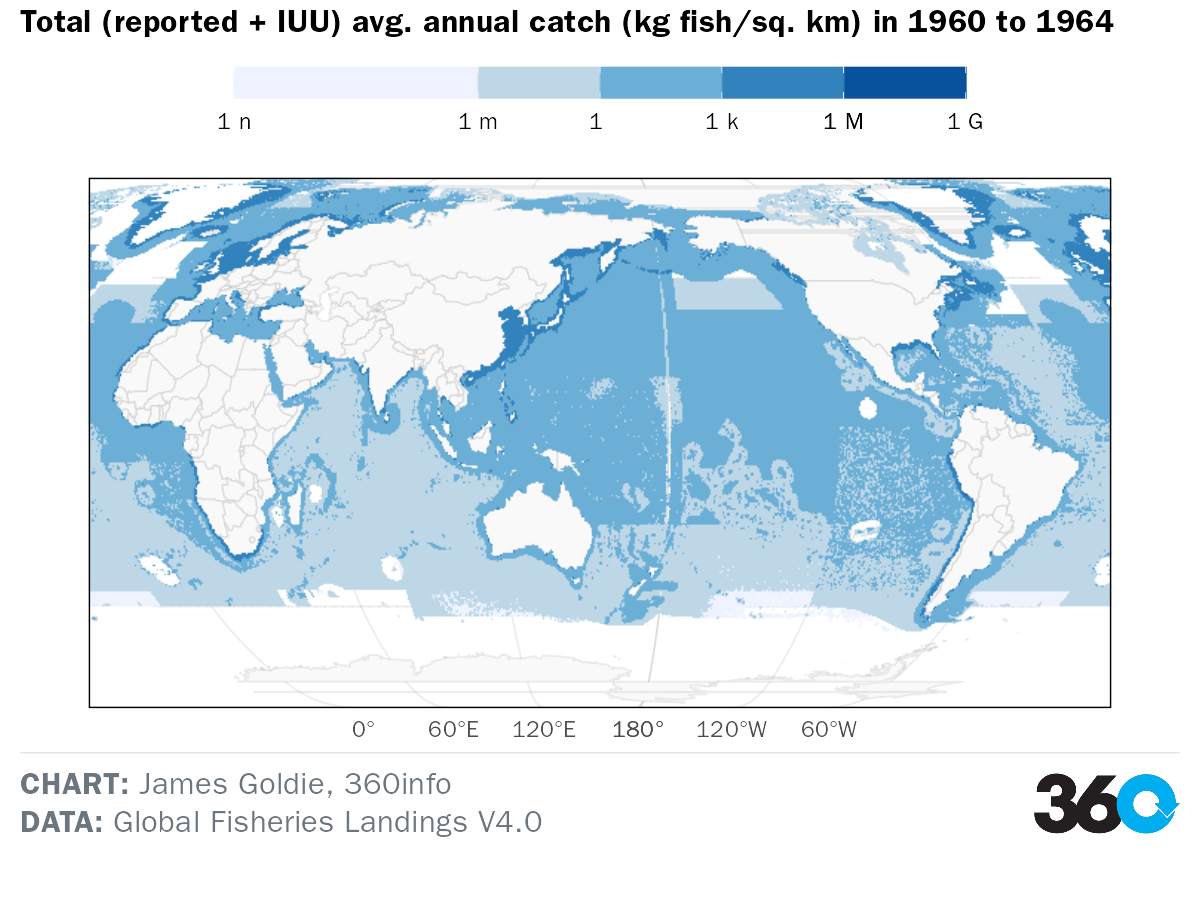 Total (reported + IUU) avg. annual catch (kg fish/sq. km) in 1960 to 1964
1 n 1 m 1 1 k 1 M 1 G
0° 60°E 120°E 180° 120°W 60°W
CHART: James Goldie, 360info
DATA: Global Fisheries Landings V4.0
360